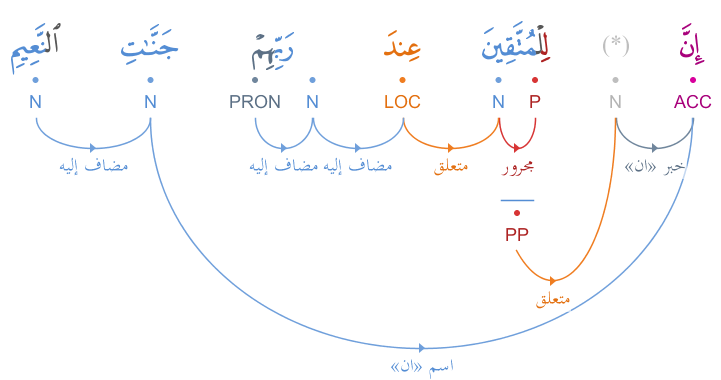 إِنَّ (*) لِلْمُتَّقِينَ عِندَ رَبِّهِمْ جَنَّـٰتِ ٱلنَّعِيمِ
ACC N P N LOC N PRON N N
خبر «ان» مجرور متعلق مضاف إليه مضاف إليه مضاف إليه
PP
متعلق
اسم «ان»